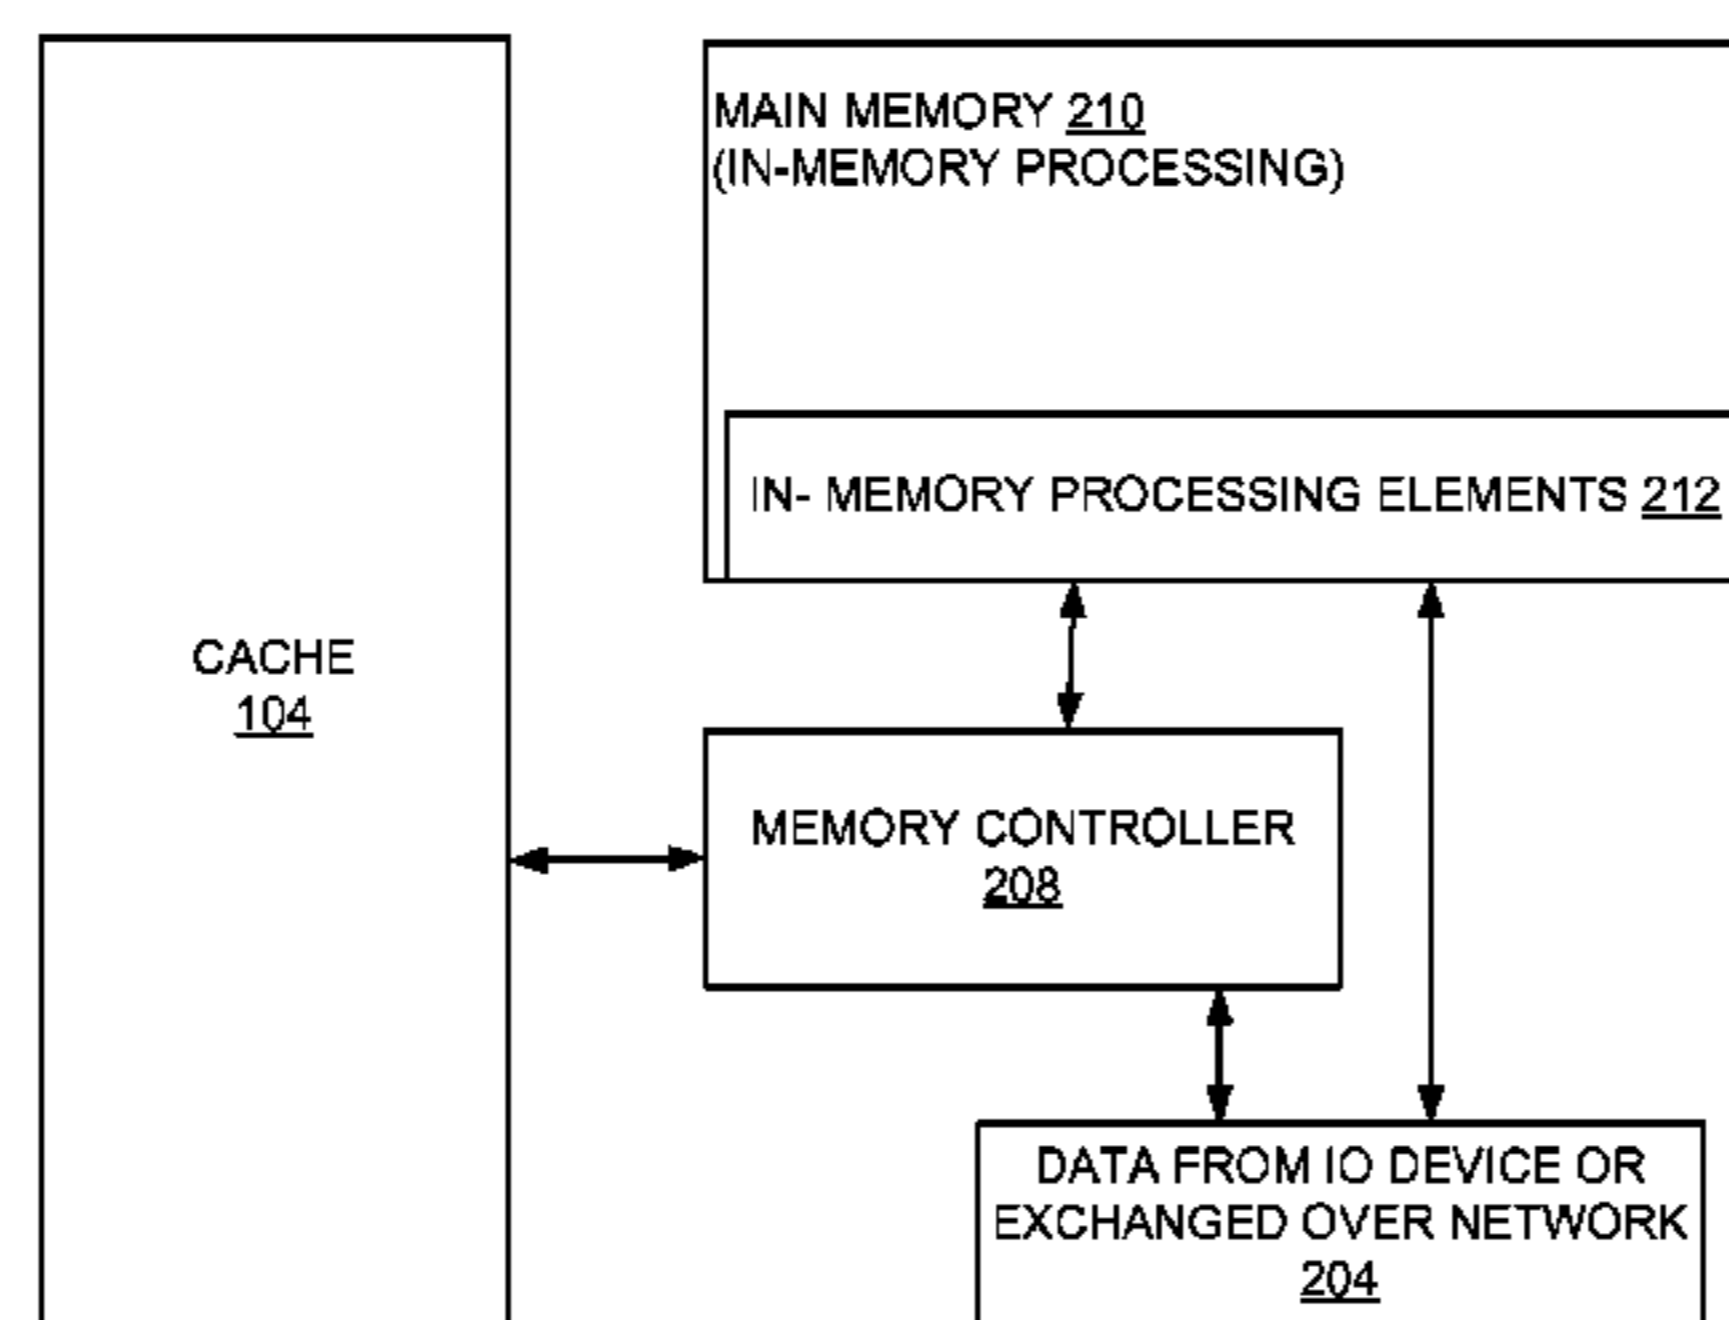 MAIN MEMORY 210
(IN-MEMORY PROCESSING)
IN- MEMORY PROCESSING ELEMENTS 212
CACHE
104
MEMORY CONTROLLER
208
DATA FROM IO DEVICE OR
EXCHANGED OVER NETWORK
204